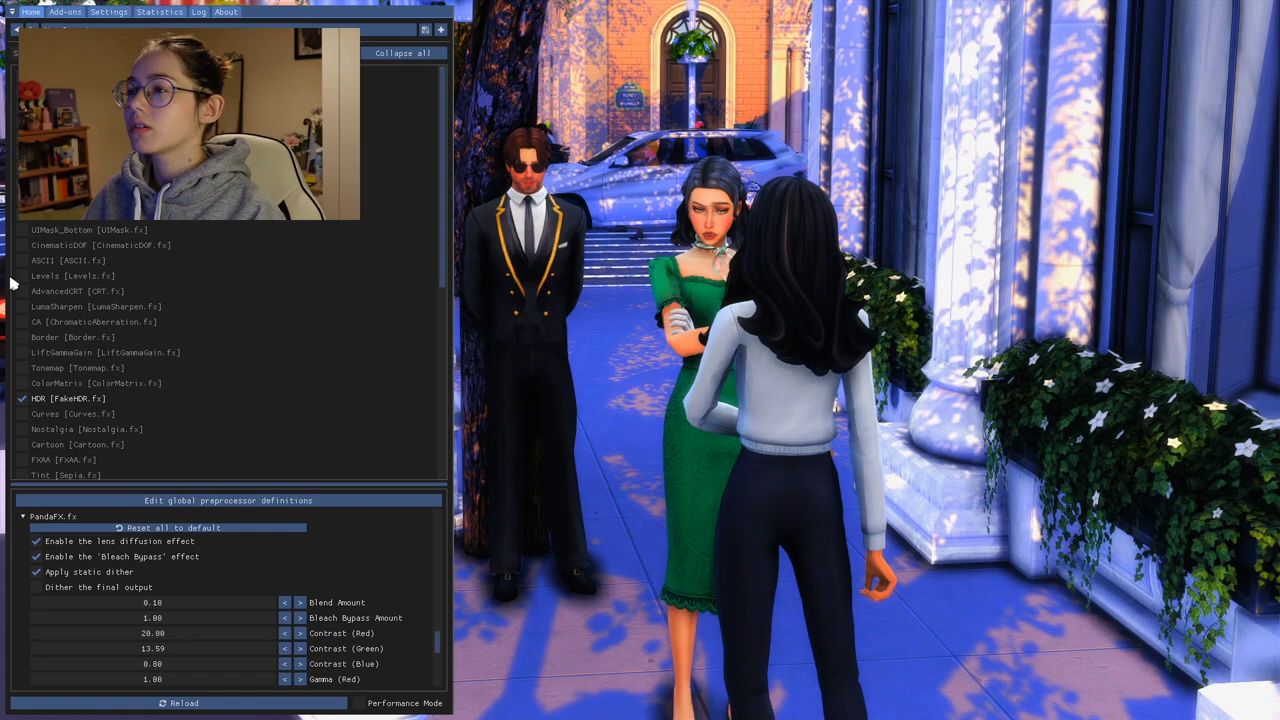 Home Add-ons Settings Statistics Log About
Collapse all
UIMask_Bottom [UIMask.fx]
CinematicDOF [CinematicDOF.fx]
ASCII [ASCII.fx]
Levels [Levels.fx]
AdvancedCRT [CRT.fx]
LumaSharpen [LumaSharpen.fx]
CA [ChromaticAberration.fx]
Border [Border.fx]
LiftGammaGain [LiftGammaGain.fx]
Tonemap [Tonemap.fx]
ColorMatrix [ColorMatrix.fx]
HDR [FakeHDR.fx]
Curves [Curves.fx]
Nostalgia [Nostalgia.fx]
Cartoon [Cartoon.fx]
FXAA [FXAA.fx]
Tint [Sepia.fx]
Edit global preprocessor definitions
PandaFX.fx
Reset all to default
Enable the lens diffusion effect
Enable the 'Bleach Bypass' effect
Apply static dither
Dither the final output
0.10 < > Blend Amount
1.00 < > Bleach Bypass Amount
20.00 < > Contrast (Red)
13.59 < > Contrast (Green)
0.80 < > Contrast (Blue)
1.00 < > Gamma (Red)
Reload Performance Mode